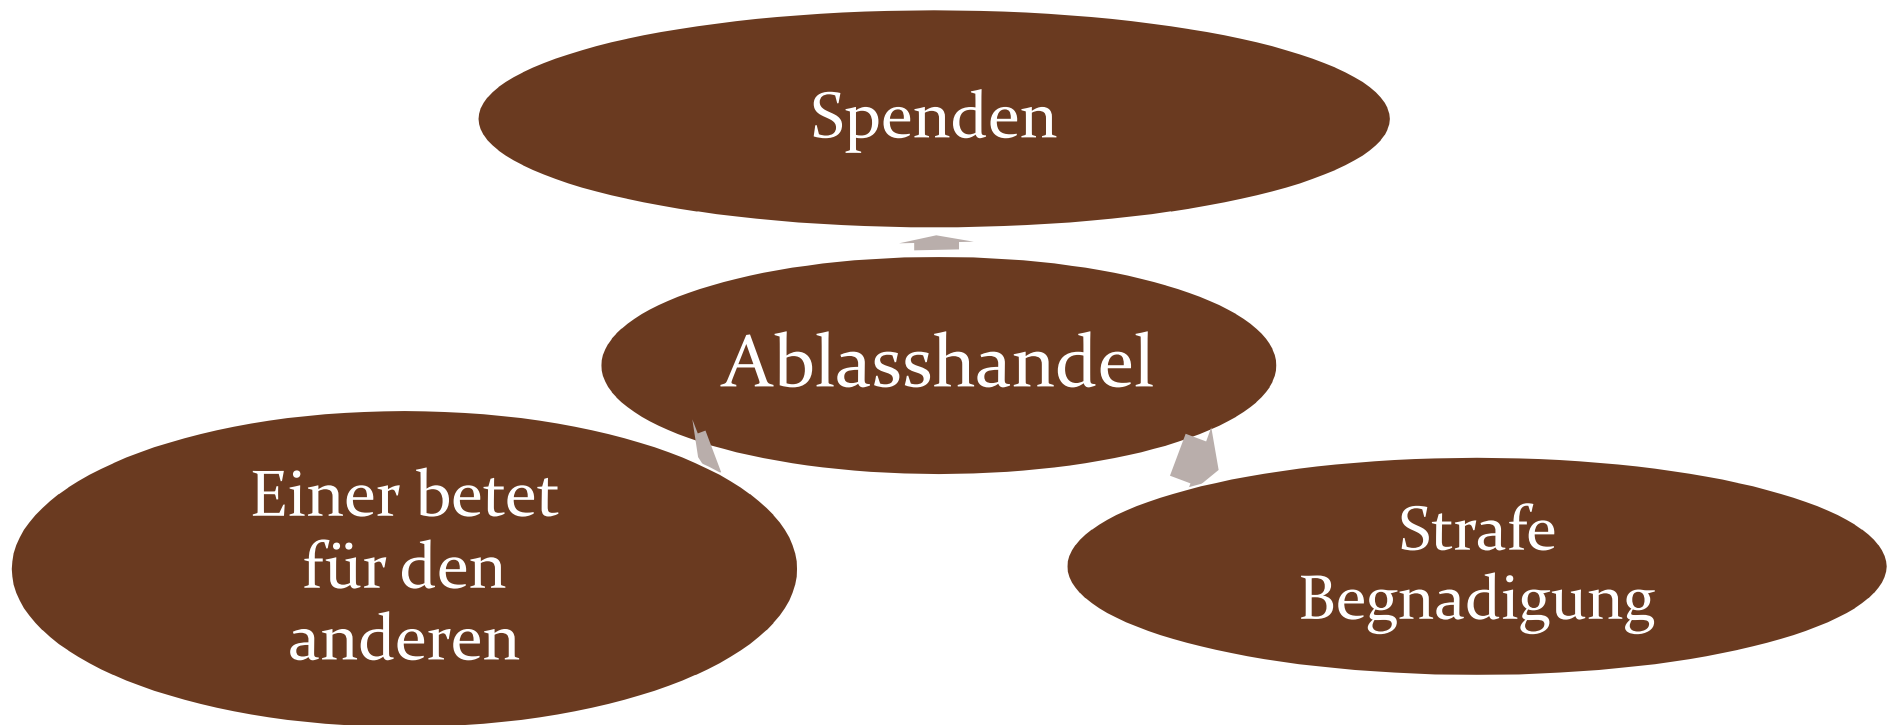 Spenden
Ablasshandel
Einer betet
für den
anderen
Strafe
Begnadigung